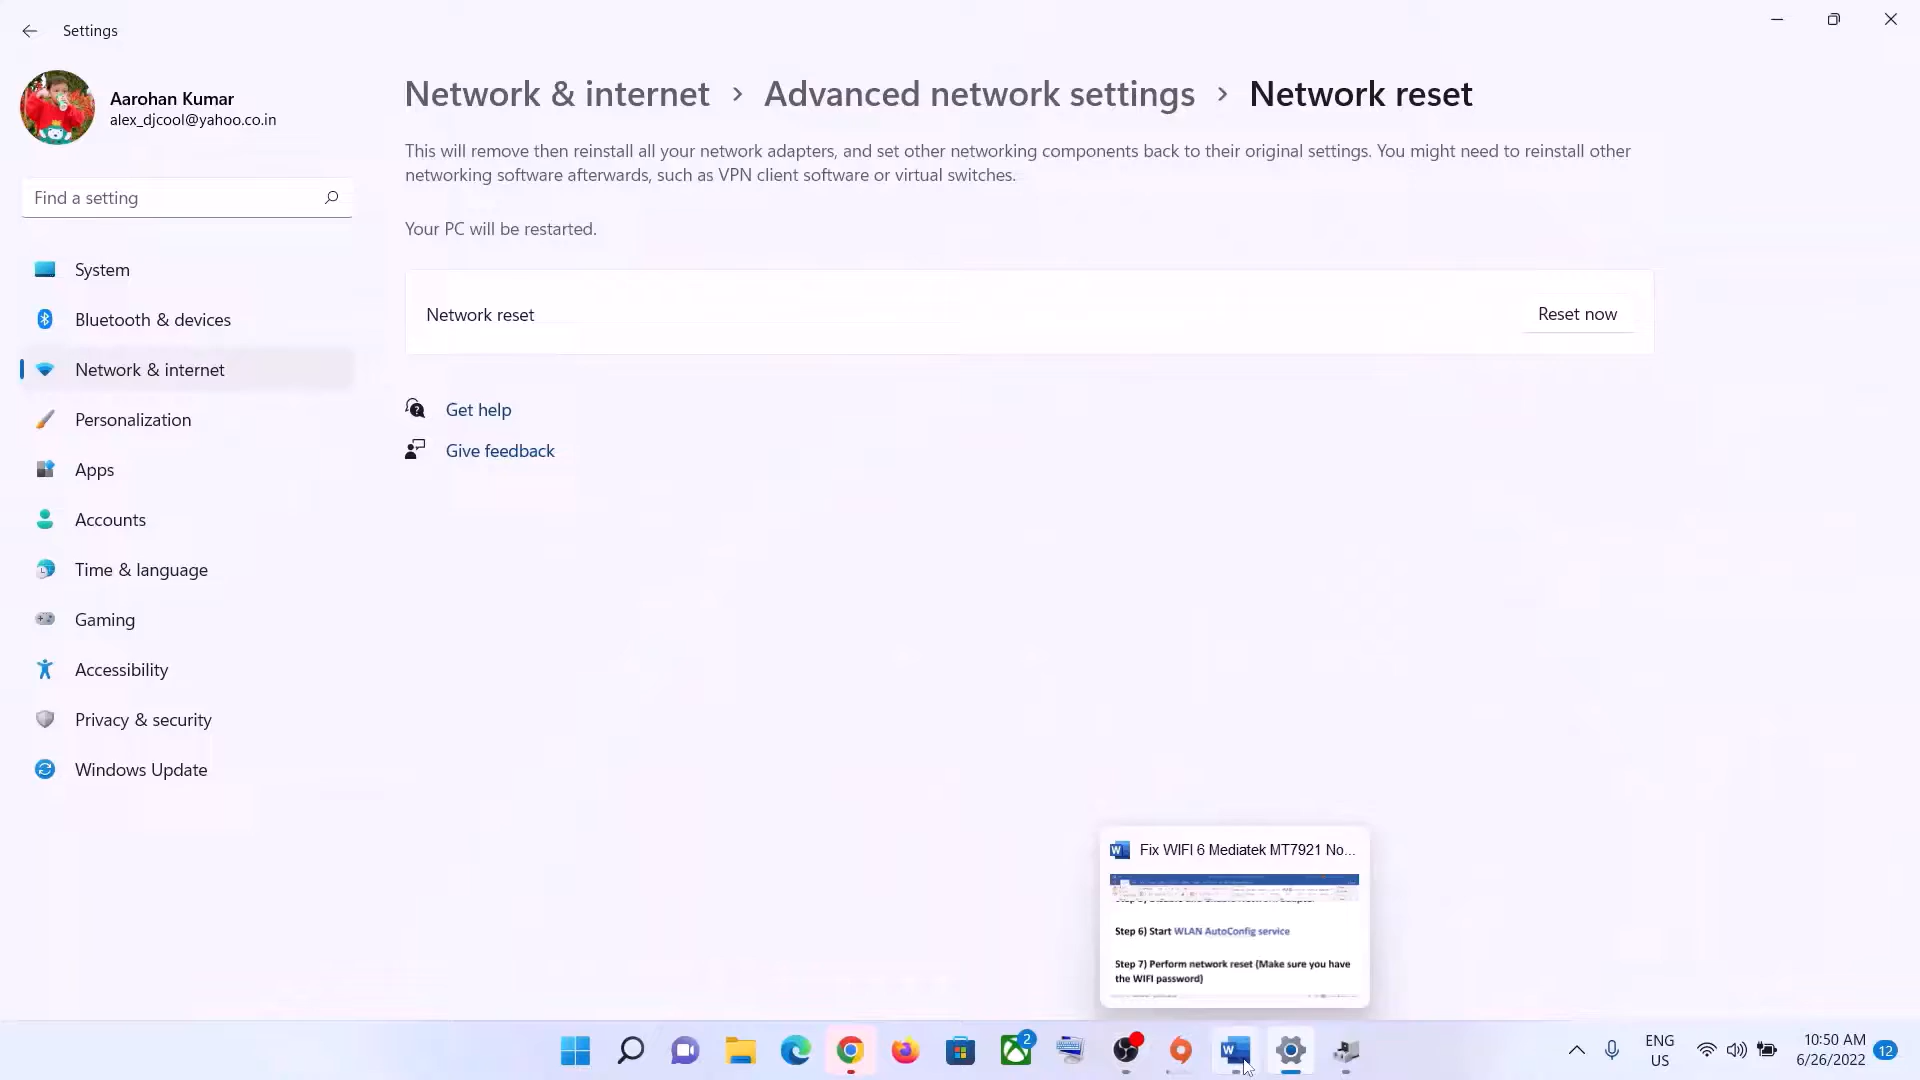 Settings
Aarohan Kumar
alex_djcool@yahoo.co.in
Find a setting
System
Bluetooth & devices
Network & internet
Personalization
Apps
Accounts
Time & language
Gaming
Accessibility
Privacy & security
Windows Update
Network & internet > Advanced network settings > Network reset
This will remove then reinstall all your network adapters, and set other networking components back to their original settings. You might need to reinstall other
networking software afterwards, such as VPN client software or virtual switches.
Your PC will be restarted.
Network reset
Reset now
Get help
Give feedback
Fix WIFI 6 Mediatek MT7921 No...
Step 6) Start WLAN AutoConfig service
Step 7) Perform network reset (Make sure you have
the WIFI password)
2
ENG
US
10:50 AM
6/26/2022
12